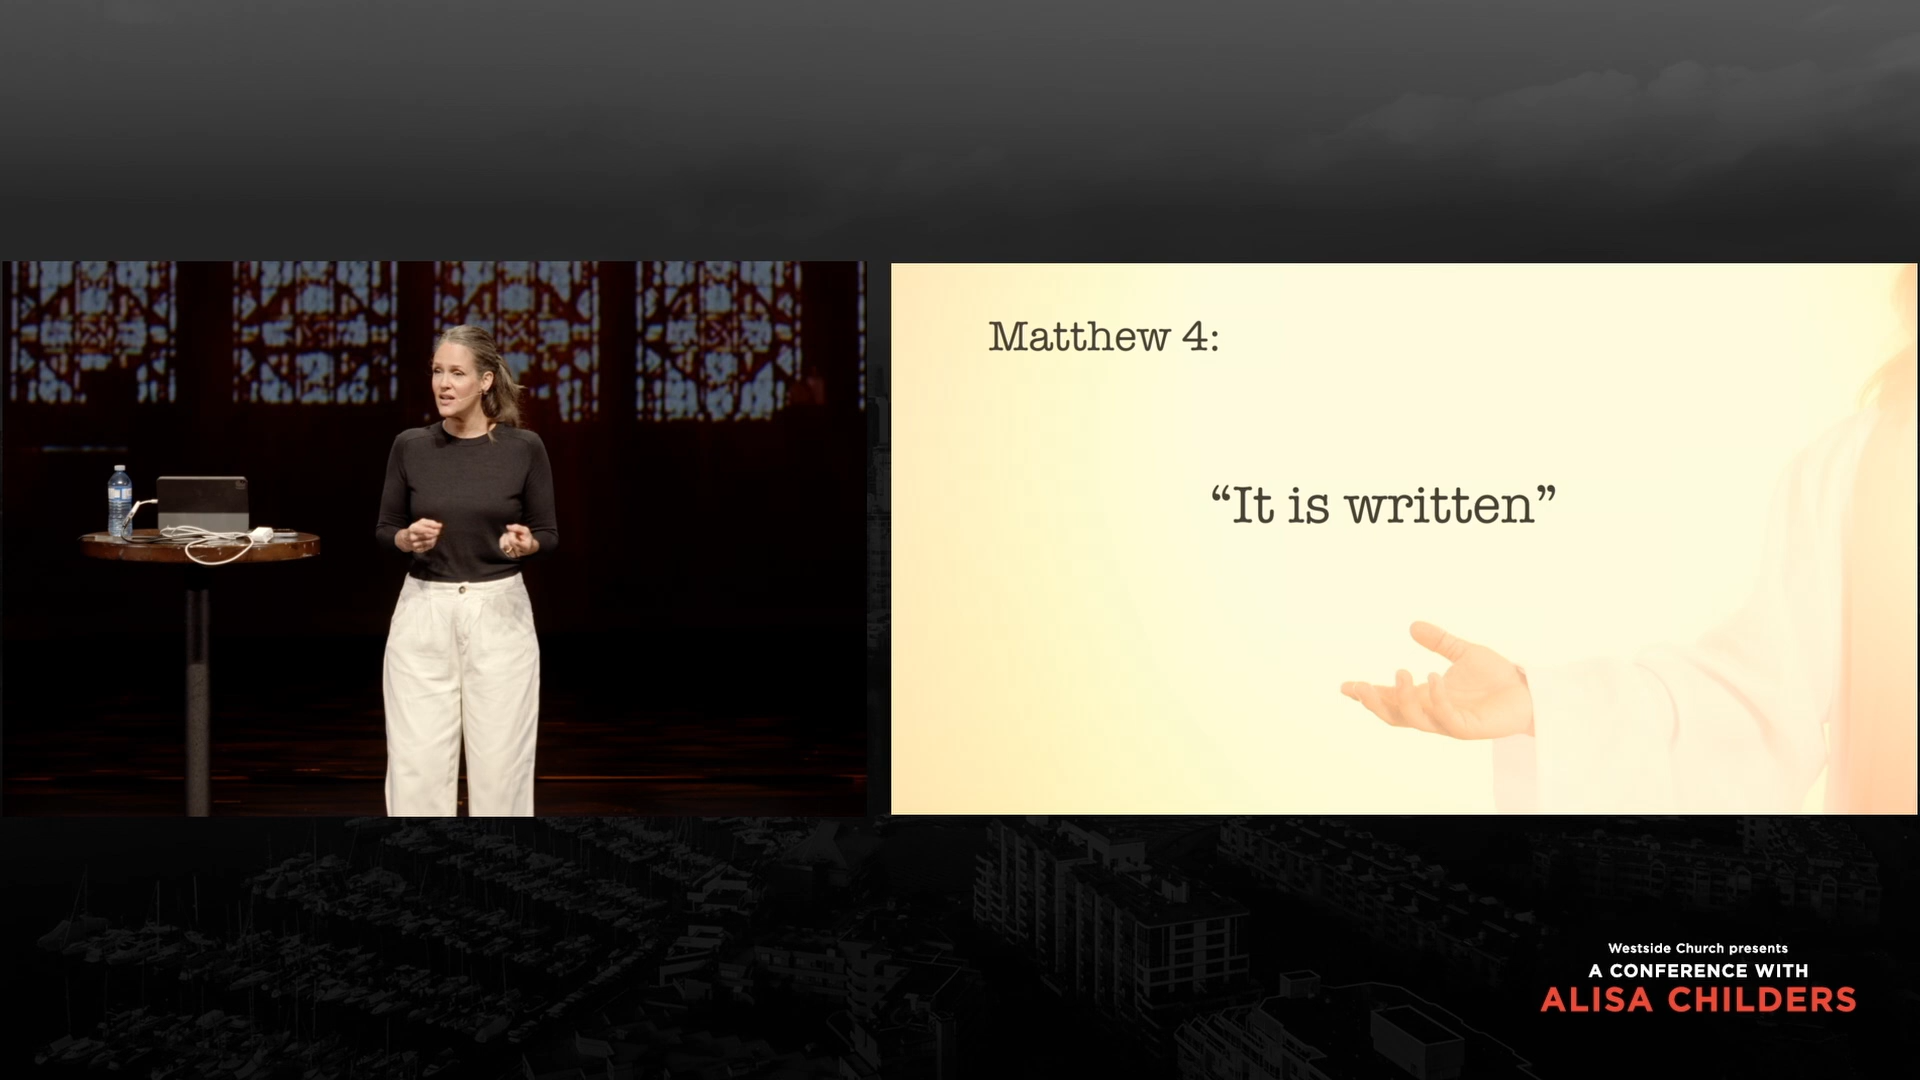 Matthew 4:
“It is written”
Westside Church presents
A CONFERENCE WITH
ALISA CHILDERS